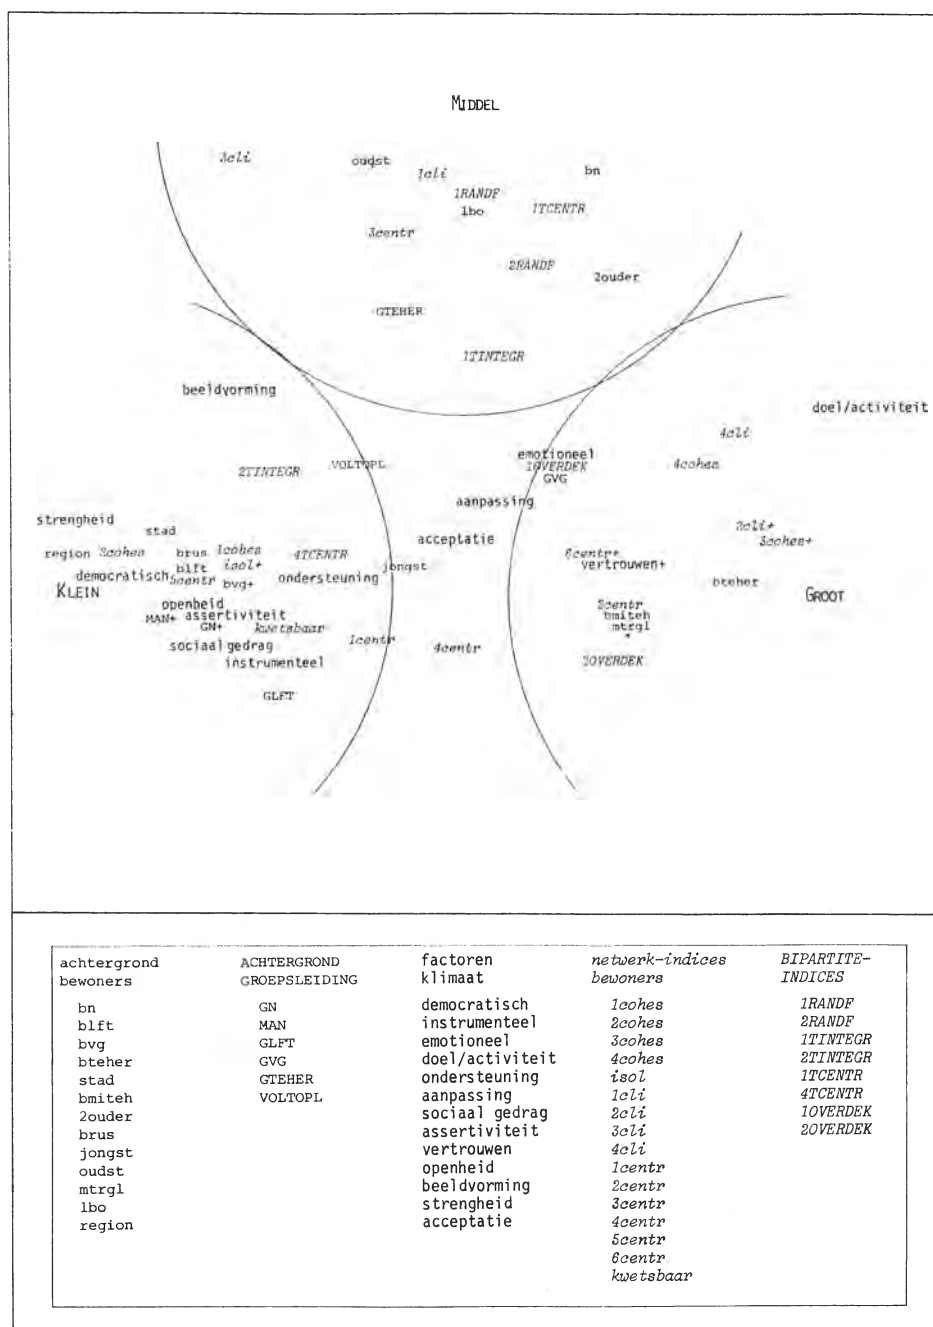 MIDDEL
3cli
oudst
1cli
bn
1RANDF
lbo
1TCENTR
3centr
2RANDF
2ouder
GTEHER
1TINTEGR
beeldvorming
doel/activiteit
4cli
emotioneel
2TINTEGR
VOLTOPL
1OVERDEK
4cohes
GVG
aanpassing
strengheid
stad
2cli+
acceptatie
3cohes+
region
2cohes
brus
1cohes
4TCENTR
6centr+
blft
isol+
jongst
vertrouwen+
democratisch
5centr
bvg+
ondersteuning
bteher
KLEIN
GROOT
openheid
2centr
MAN+
assertiviteit
bmiteh
GN+
kwetsbaar
mtrgl
sociaal gedrag
1centr
4centr
instrumenteel
2OVERDEK
GLFT
achtergrond ACHTERGROND factoren netwerk-indices BIPARTITE-
bewoners GROEPSLEIDING klimaat bewoners INDICES
bn GN democratisch 1cohes 1RANDF
blft MAN instrumenteel 2cohes 2RANDF
bvg GLFT emotioneel 3cohes 1TINTEGR
bteher GVG doel/activiteit 4cohes 2TINTEGR
stad GTEHER ondersteuning isol 1TCENTR
bmiteh VOLTOPL aanpassing 1cli 4TCENTR
2ouder sociaal gedrag 2cli 1OVERDEK
brus assertiviteit 3cli 2OVERDEK
jongst vertrouwen 4cli
oudst openheid 1centr
mtrgl beeldvorming 2centr
lbo strengheid 3centr
region acceptatie 4centr
5centr
6centr
kwetsbaar